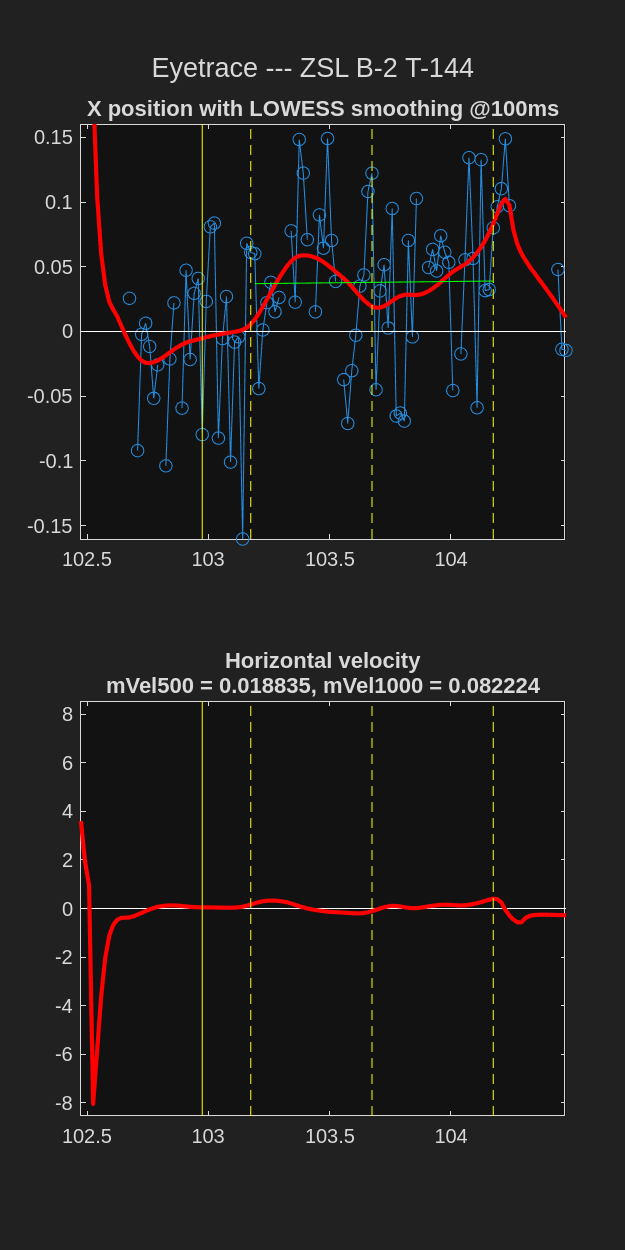 Eyetrace --- ZSL B-2 T-144
X position with LOWESS smoothing @100ms
0.15
0.1
0.05
0
-0.05
-0.1
-0.15
102.5 103 103.5 104
Horizontal velocity
mVel500 = 0.018835, mVel1000 = 0.082224
8
6
4
2
0
-2
-4
-6
-8
102.5 103 103.5 104